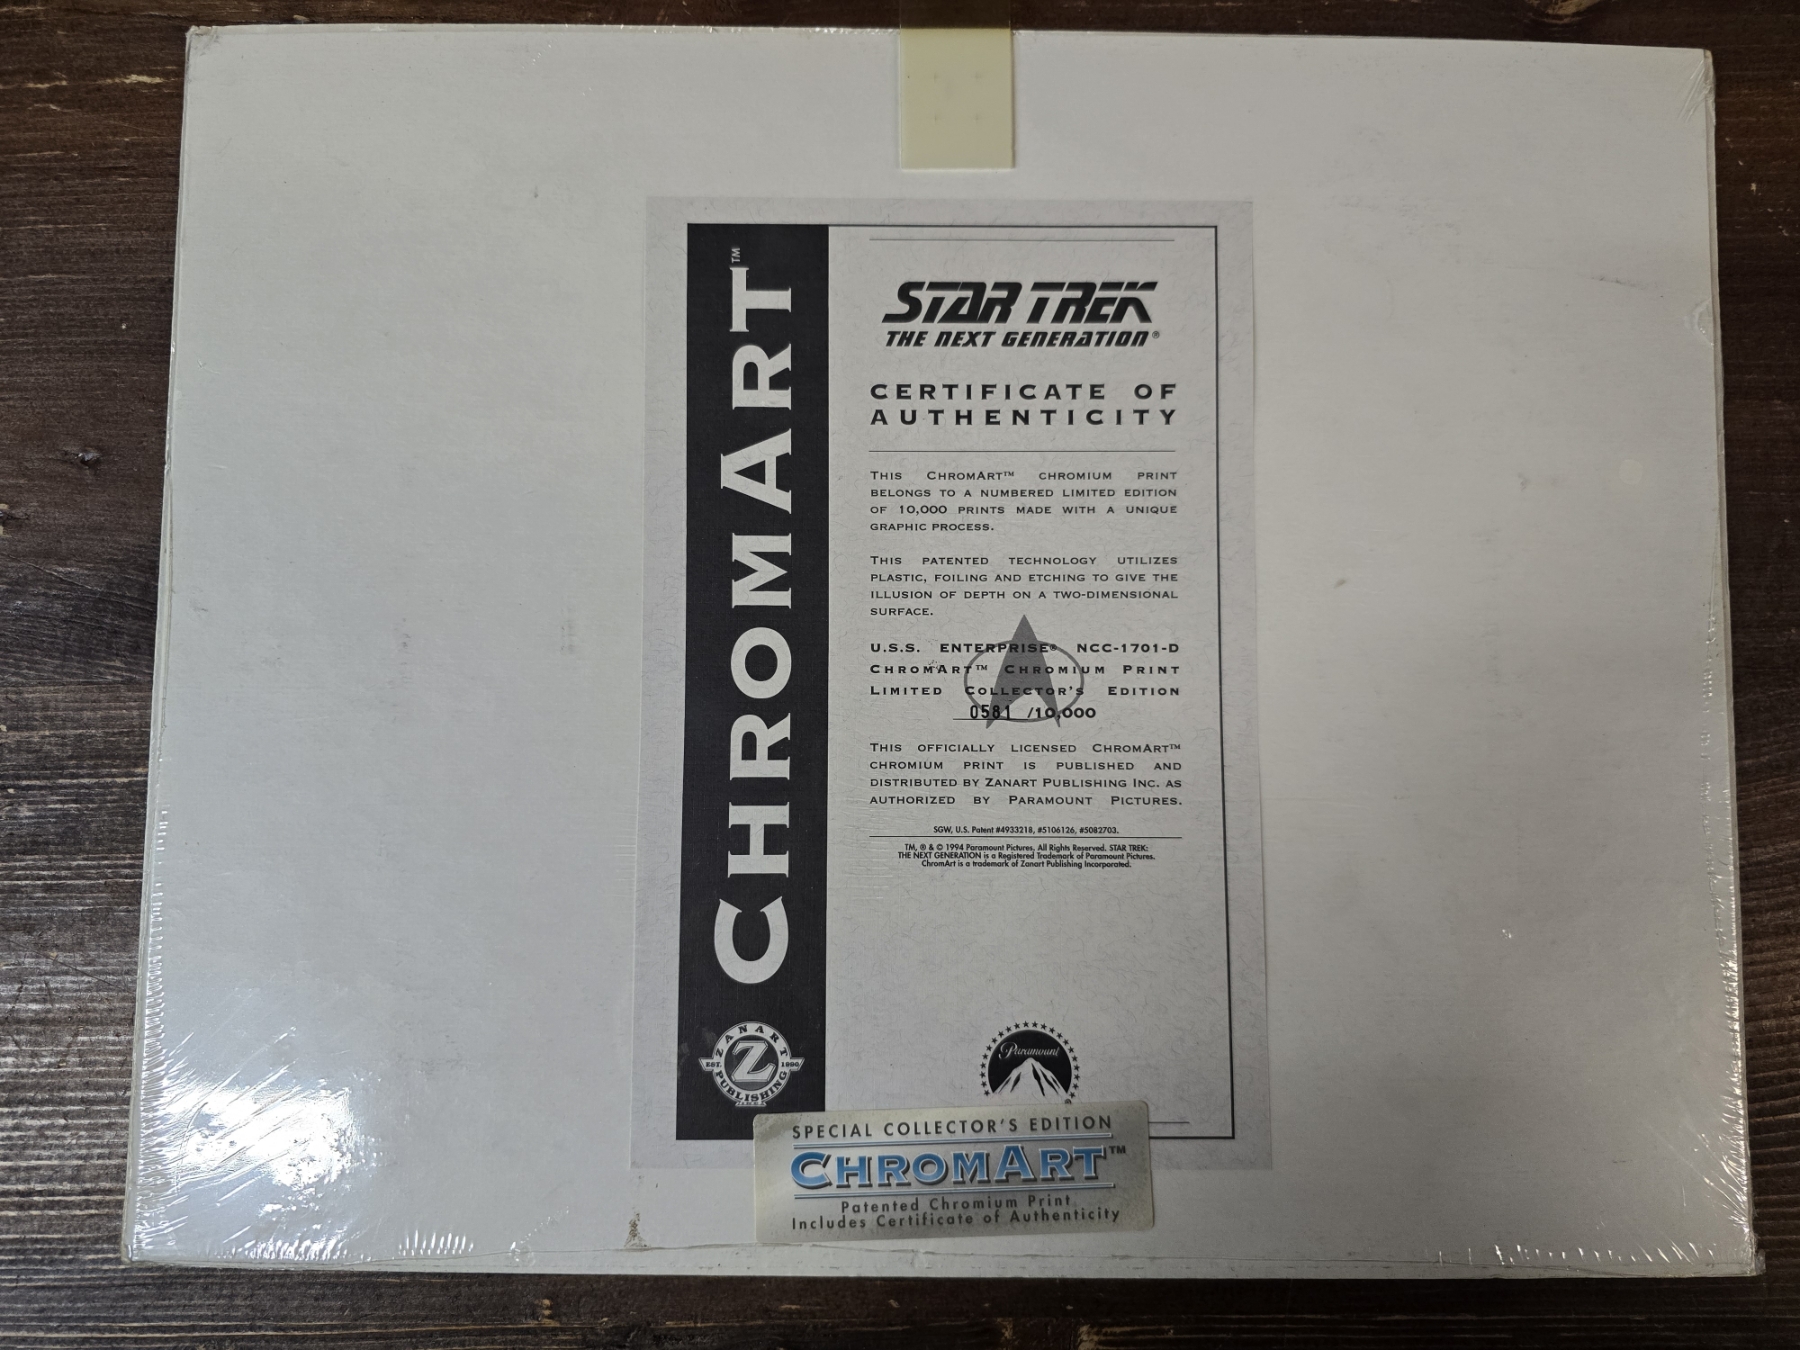 CHROMART™
STAR TREK
THE NEXT GENERATION®
CERTIFICATE OF
AUTHENTICITY
THIS CHROMART™ CHROMIUM PRINT
BELONGS TO A NUMBERED LIMITED EDITION
OF 10,000 PRINTS MADE WITH A UNIQUE
GRAPHIC PROCESS.
THIS PATENTED TECHNOLOGY UTILIZES
PLASTIC, FOILING AND ETCHING TO GIVE THE
ILLUSION OF DEPTH ON A TWO-DIMENSIONAL
SURFACE.
U.S.S. ENTERPRISE® NCC-1701-D
CHROMART™ CHROMIUM PRINT
LIMITED COLLECTOR'S EDITION
0581 /10,000
THIS OFFICIALLY LICENSED CHROMART™
CHROMIUM PRINT IS PUBLISHED AND
DISTRIBUTED BY ZANART PUBLISHING INC. AS
AUTHORIZED BY PARAMOUNT PICTURES.
SGW, U.S. Patent #4933218, #5106126, #5082703.
TM, ® & © 1994 Paramount Pictures. All Rights Reserved. STAR TREK:
THE NEXT GENERATION is a Registered Trademark of Paramount Pictures.
ChromArt is a trademark of Zanart Publishing Incorporated.
ZANART
EST. Z 1990
PUBLISHING
Paramount
SPECIAL COLLECTOR'S EDITION
CHROMART™
Patented Chromium Print
Includes Certificate of Authenticity